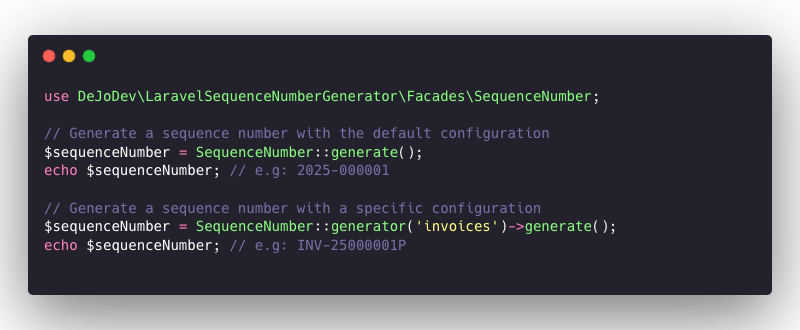 use DeJoDev\LaravelSequenceNumberGenerator\Facades\SequenceNumber;
// Generate a sequence number with the default configuration
$sequenceNumber = SequenceNumber::generate();
echo $sequenceNumber; // e.g: 2025-000001
// Generate a sequence number with a specific configuration
$sequenceNumber = SequenceNumber::generator('invoices')->generate();
echo $sequenceNumber; // e.g: INV-25000001P